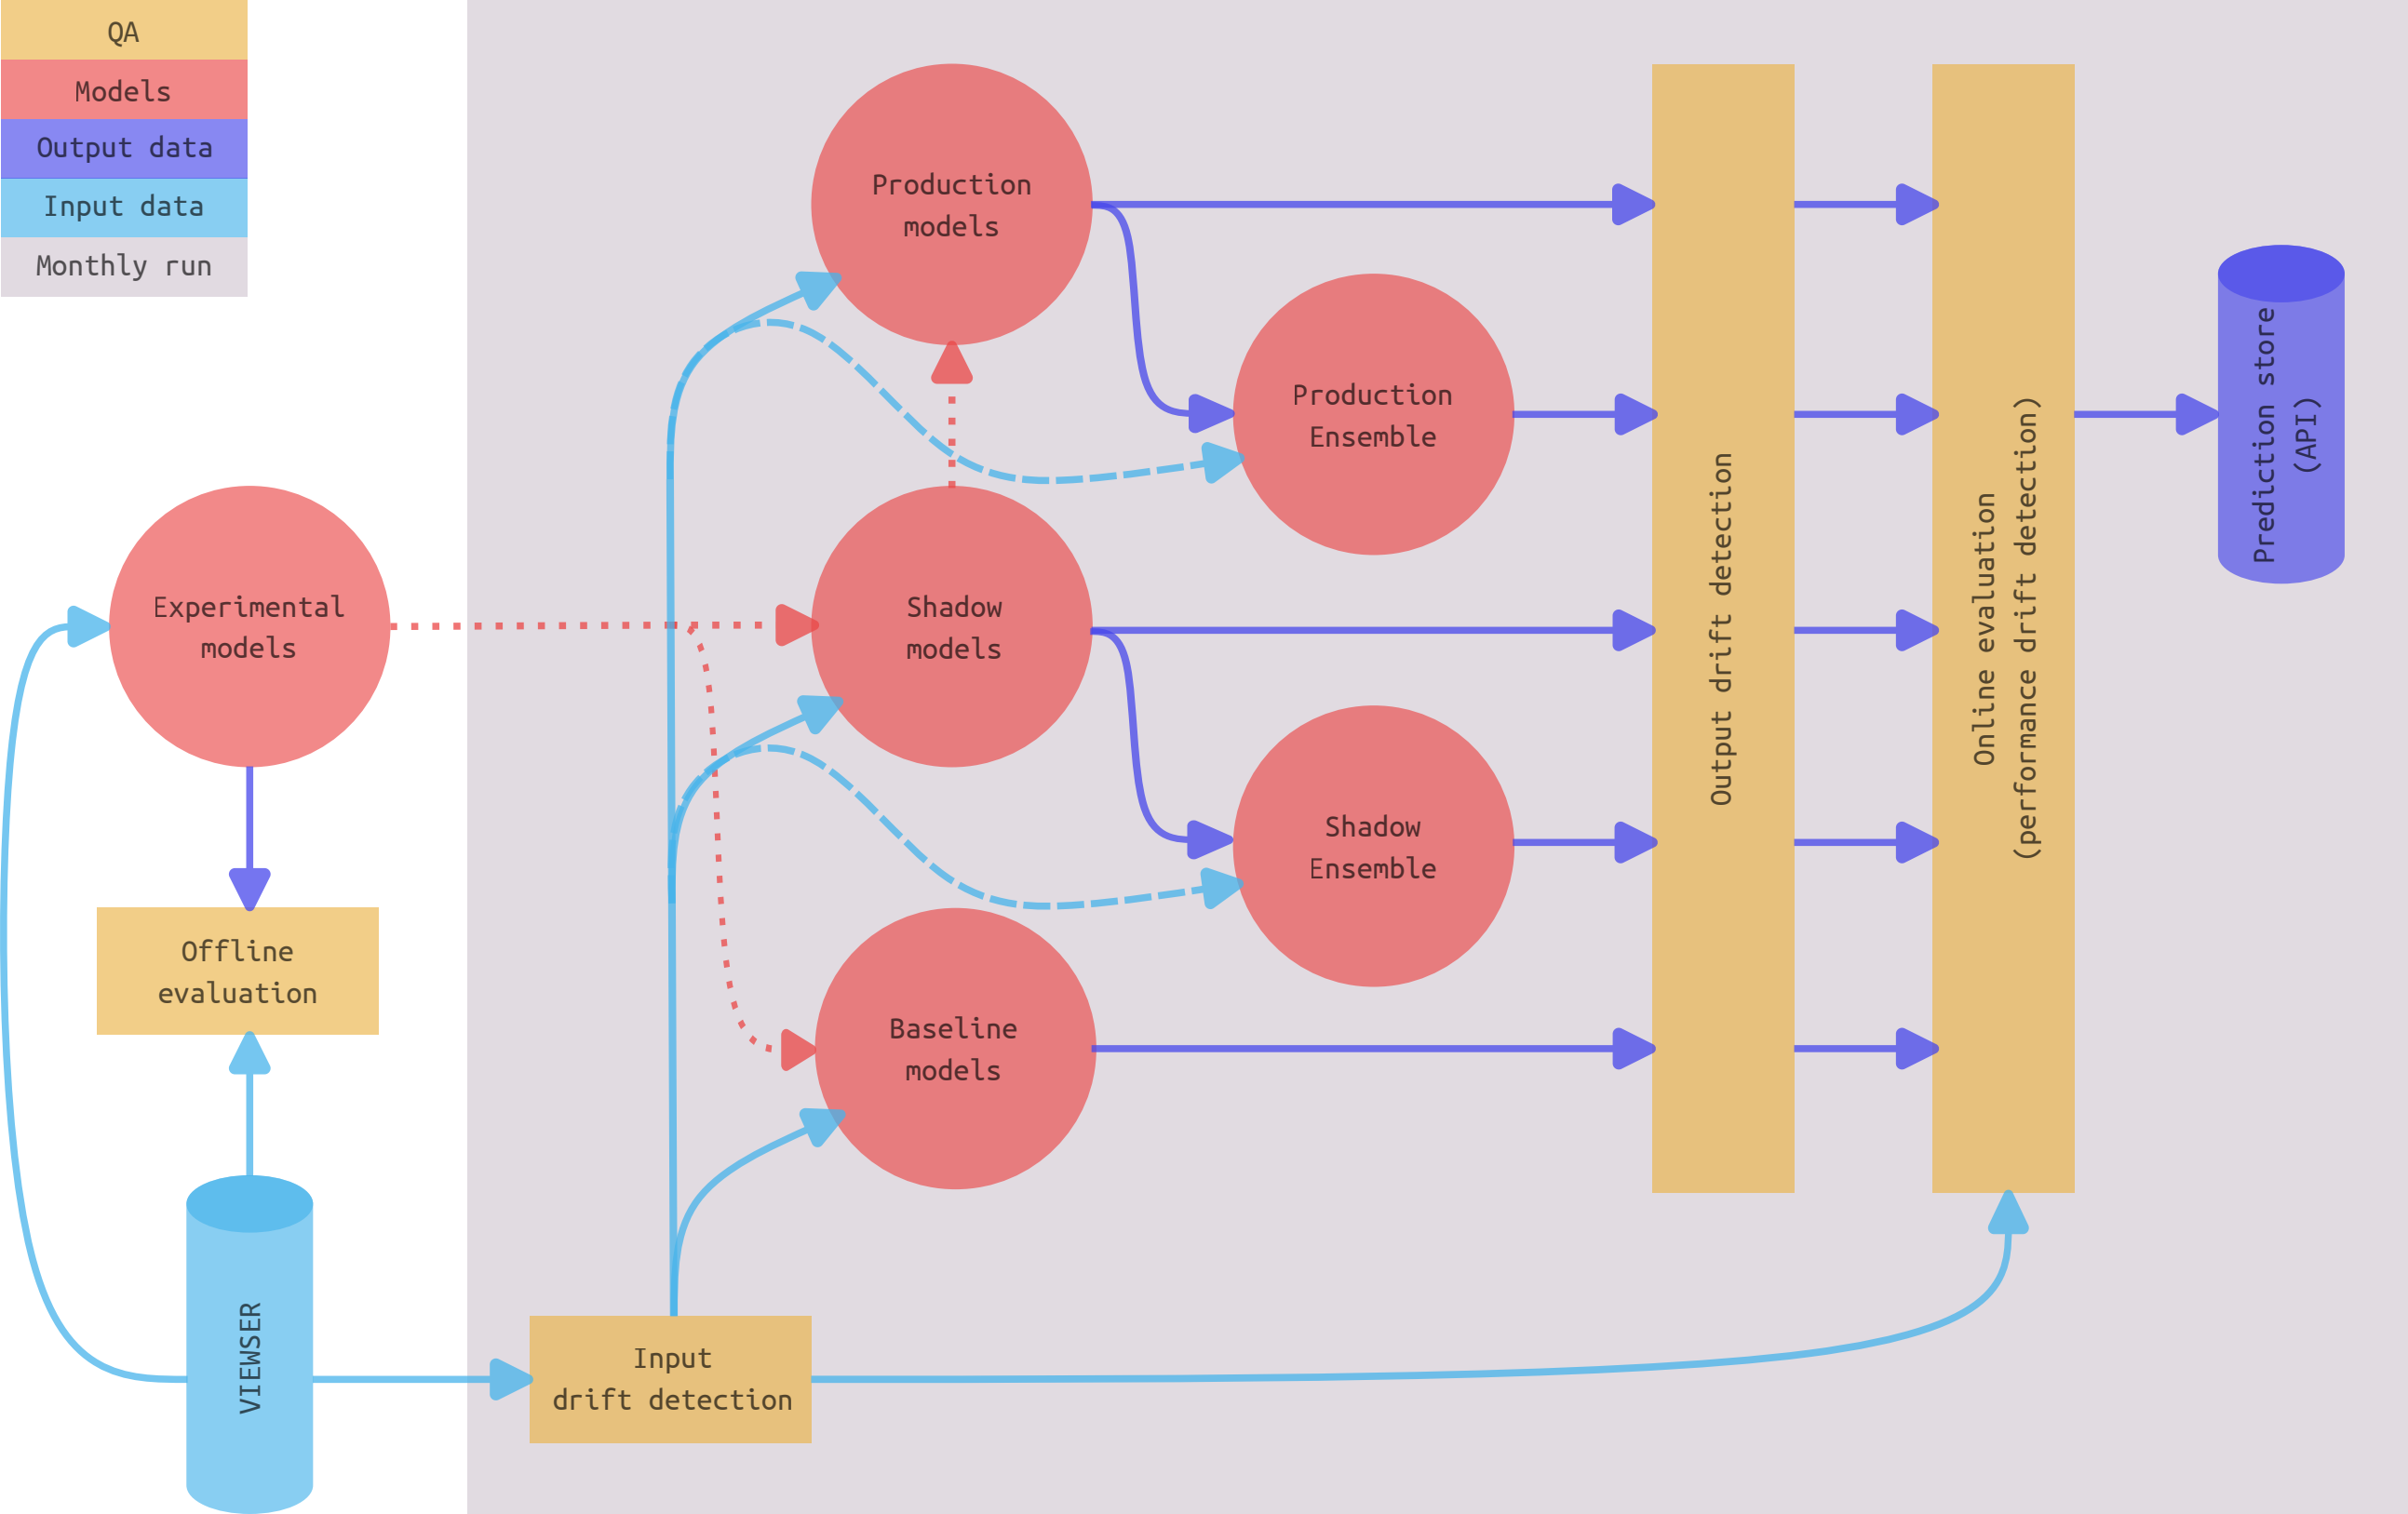 QA
Models
Output data
Input data
Monthly run
Production
models
Production
Ensemble
Experimental
models
Shadow
models
Shadow
Ensemble
Offline
evaluation
Baseline
models
VIEWSER
Input
drift detection
Output drift detection
Online evaluation
(performance drift detection)
Prediction store
(API)